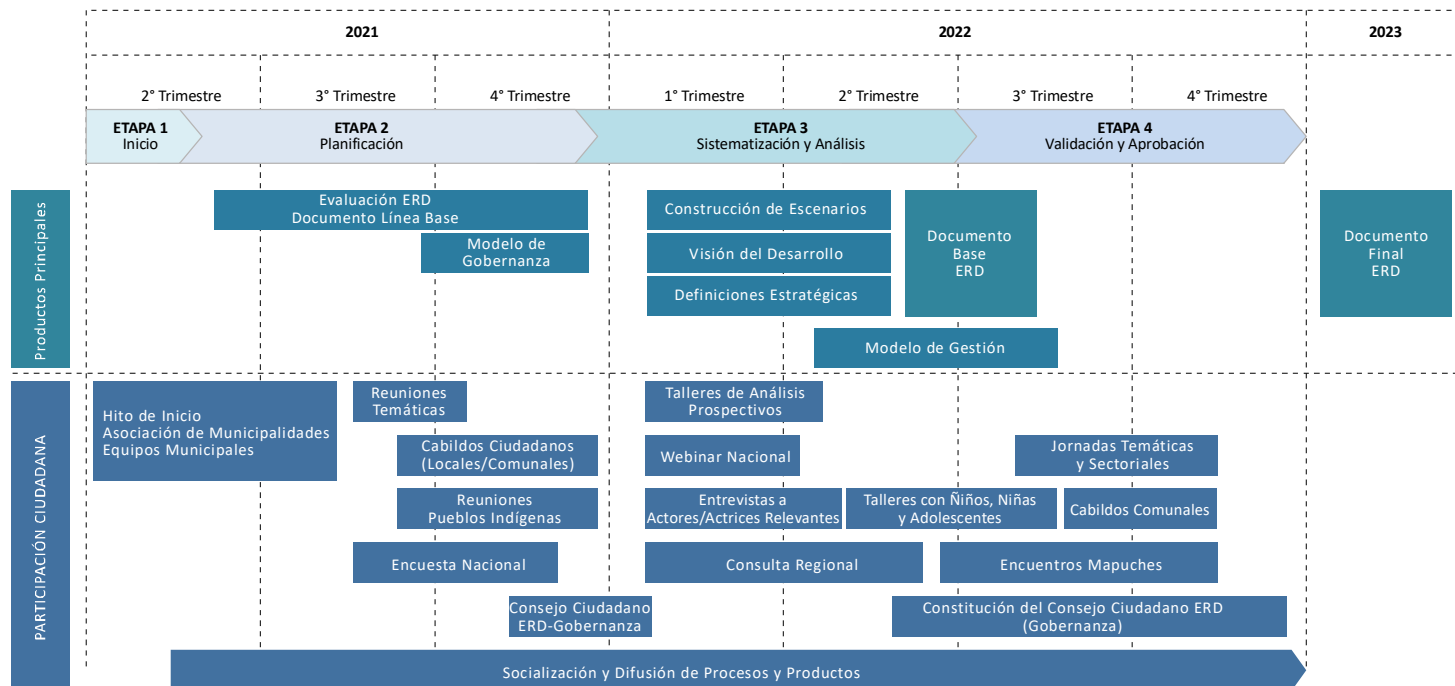 2021
2022
2023
2° Trimestre
3° Trimestre
4° Trimestre
1° Trimestre
2° Trimestre
3° Trimestre
4° Trimestre
ETAPA 1
Inicio
ETAPA 2
Planificación
ETAPA 3
Sistematización y Análisis
ETAPA 4
Validación y Aprobación
Productos Principales
Evaluación ERD
Documento Línea Base
Modelo de
Gobernanza
Construcción de Escenarios
Visión del Desarrollo
Definiciones Estratégicas
Documento
Base
ERD
Modelo de Gestión
Documento
Final
ERD
PARTICIPACIÓN CIUDADANA
Hito de Inicio
Asociación de Municipalidades
Equipos Municipales
Reuniones
Temáticas
Cabildos Ciudadanos
(Locales/Comunales)
Reuniones
Pueblos Indígenas
Encuesta Nacional
Consejo Ciudadano
ERD-Gobernanza
Talleres de Análisis
Prospectivos
Webinar Nacional
Entrevistas a
Actores/Actrices Relevantes
Talleres con Ñiños, Niñas
y Adolescentes
Consulta Regional
Jornadas Temáticas
y Sectoriales
Cabildos Comunales
Encuentros Mapuches
Constitución del Consejo Ciudadano ERD
(Gobernanza)
Socialización y Difusión de Procesos y Productos